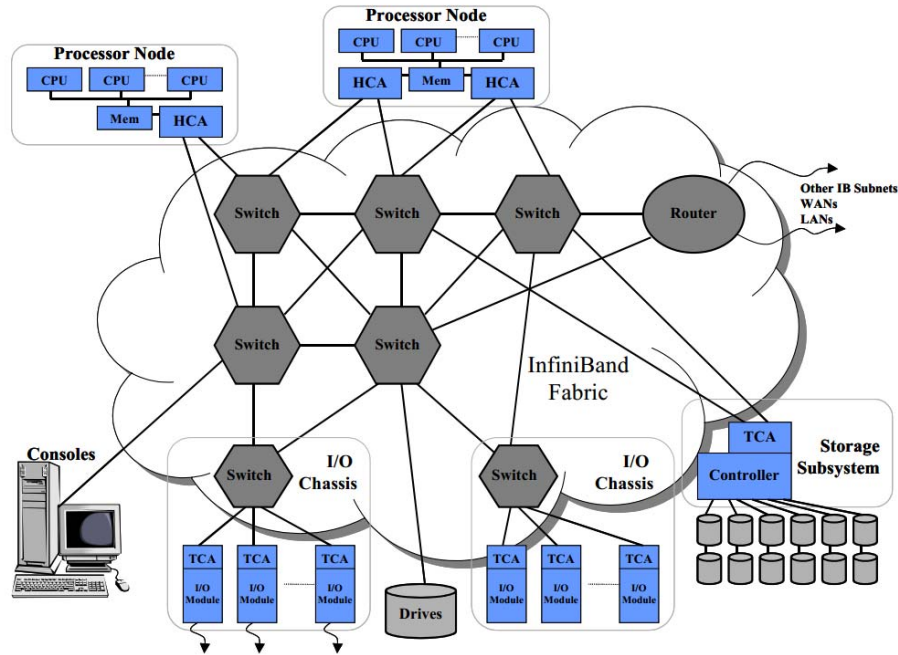 Processor Node
CPU CPU CPU
HCA Mem HCA
Processor Node
CPU CPU CPU
Mem HCA
Switch Switch Switch Router
Other IB Subnets
WANs
LANs
Switch Switch
InfiniBand
Fabric
Consoles
Switch
I/O
Chassis
Switch
I/O
Chassis
TCA
Controller
Storage
Subsystem
TCA TCA TCA
I/O I/O I/O
Module Module Module
Drives
TCA TCA TCA
I/O I/O I/O
Module Module Module